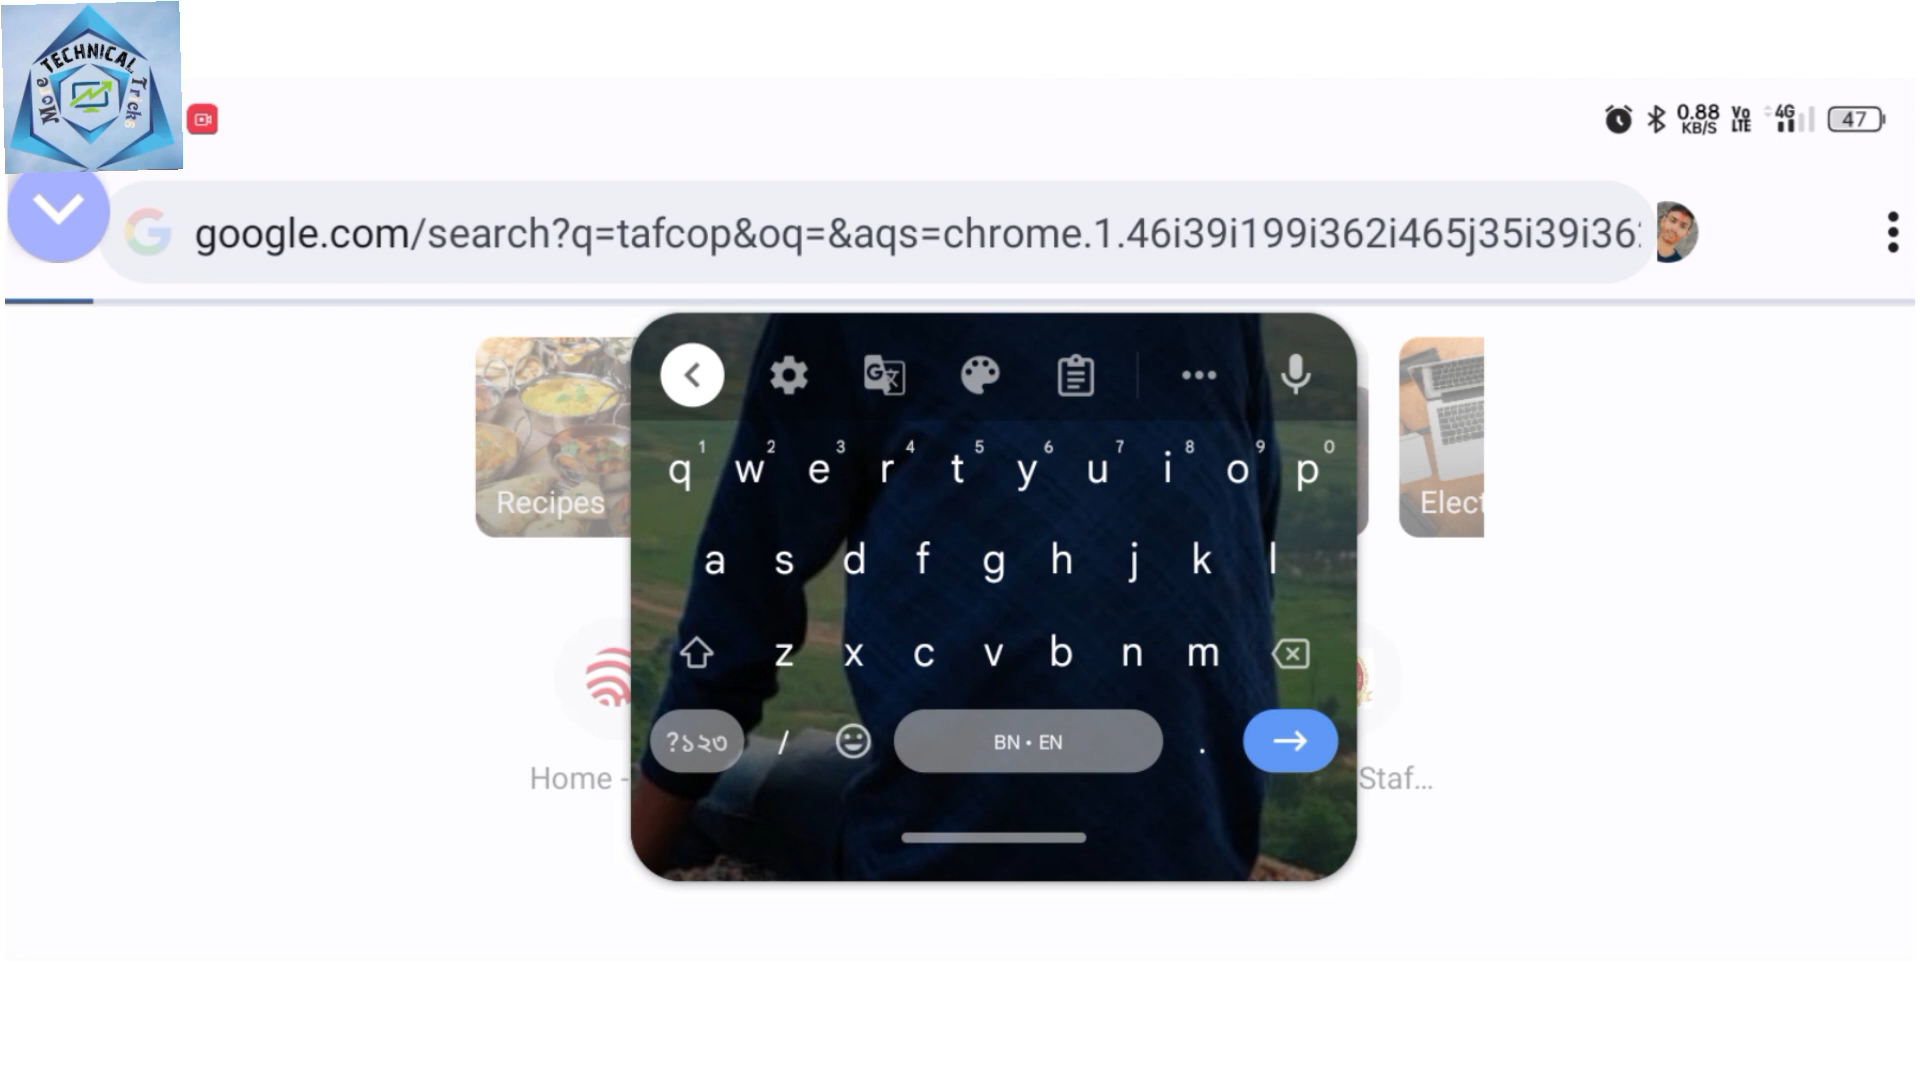 TECHNICAL
More
Tricks
0.88
KB/S
Vo
LTE
4G
47
google.com/search?q=tafcop&oq=&aqs=chrome.1.46i39i199i362i465j35i39i36
Recipes
Elect
1 2 3 4 5 6 7 8 9 0
q w e r t y u i o p
a s d f g h j k l
z x c v b n m
?১২৩ / BN • EN .
Home -
Staf...